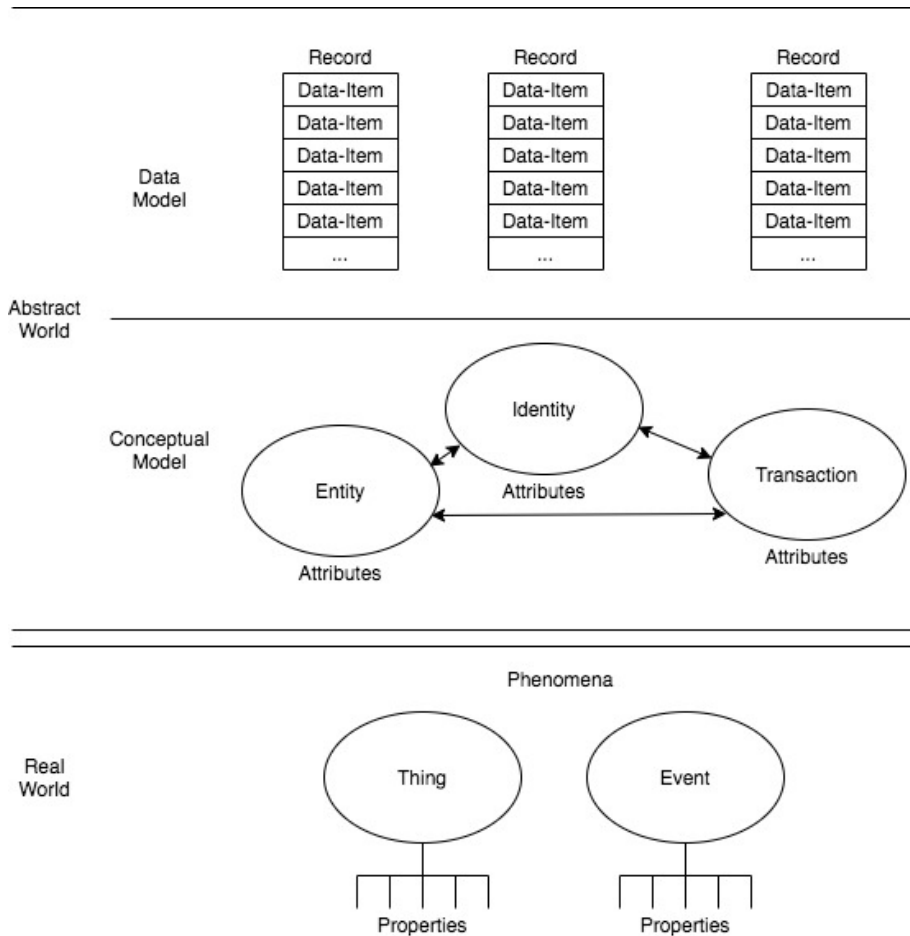 Record
Record
Record
Data-Item
Data-Item
Data-Item
Data-Item
Data-Item
...
Data-Item
Data-Item
Data-Item
Data-Item
Data-Item
...
Data-Item
Data-Item
Data-Item
Data-Item
Data-Item
...
Data
Model
Abstract
World
Conceptual
Model
Entity
Attributes
Identity
Attributes
Transaction
Attributes
Real
World
Phenomena
Thing
Properties
Event
Properties